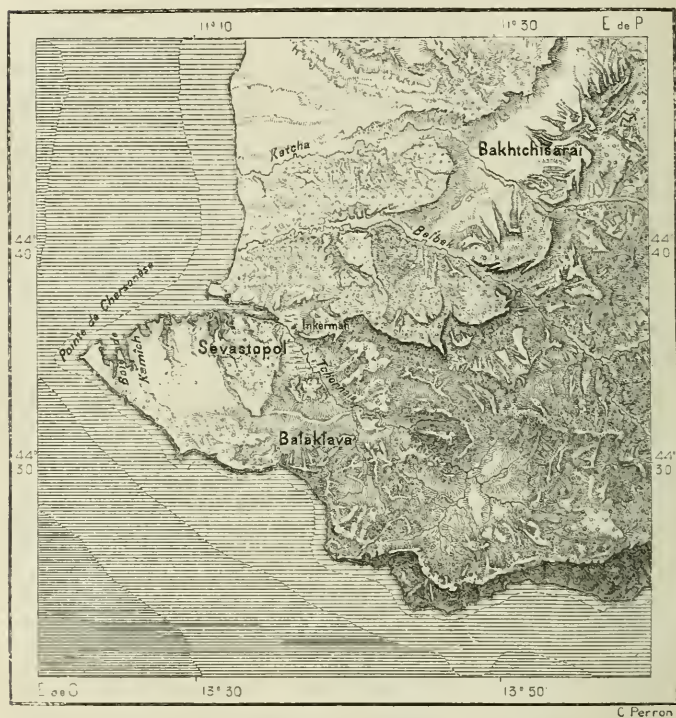 11° 10
11° 30
E de P
Katcha
Bakhtchisaraï
Belbek
44°
40
44°
40
Pointe de Chersonèse
Inkerman
Sevastopol
Baie de
Kamich
Balaklava
44°
30
44°
30
13° 30
13° 50'
C Perron